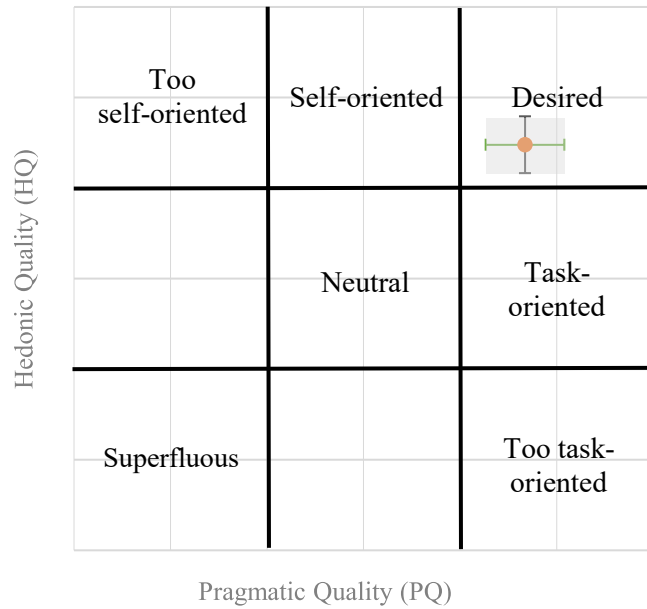 Too
self-oriented
Self-oriented
Desired
Hedonic Quality (HQ)
Neutral
Task-
oriented
Superfluous
Too task-
oriented
Pragmatic Quality (PQ)